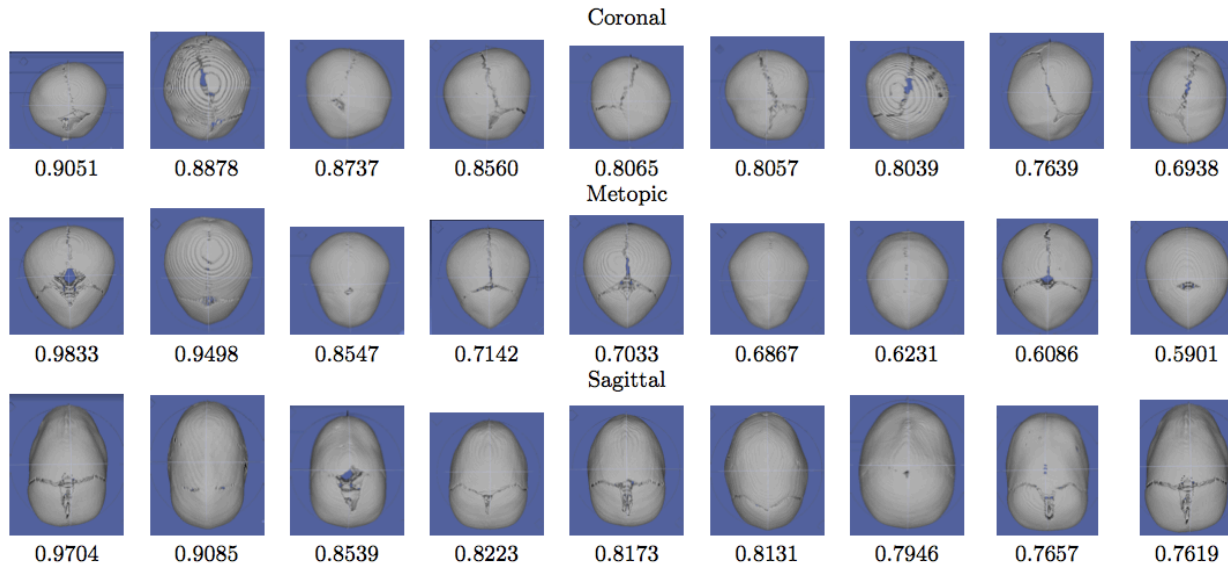 Coronal
0.9051 0.8878 0.8737 0.8560 0.8065 0.8057 0.8039 0.7639 0.6938
Metopic
0.9833 0.9498 0.8547 0.7142 0.7033 0.6867 0.6231 0.6086 0.5901
Sagittal
0.9704 0.9085 0.8539 0.8223 0.8173 0.8131 0.7946 0.7657 0.7619